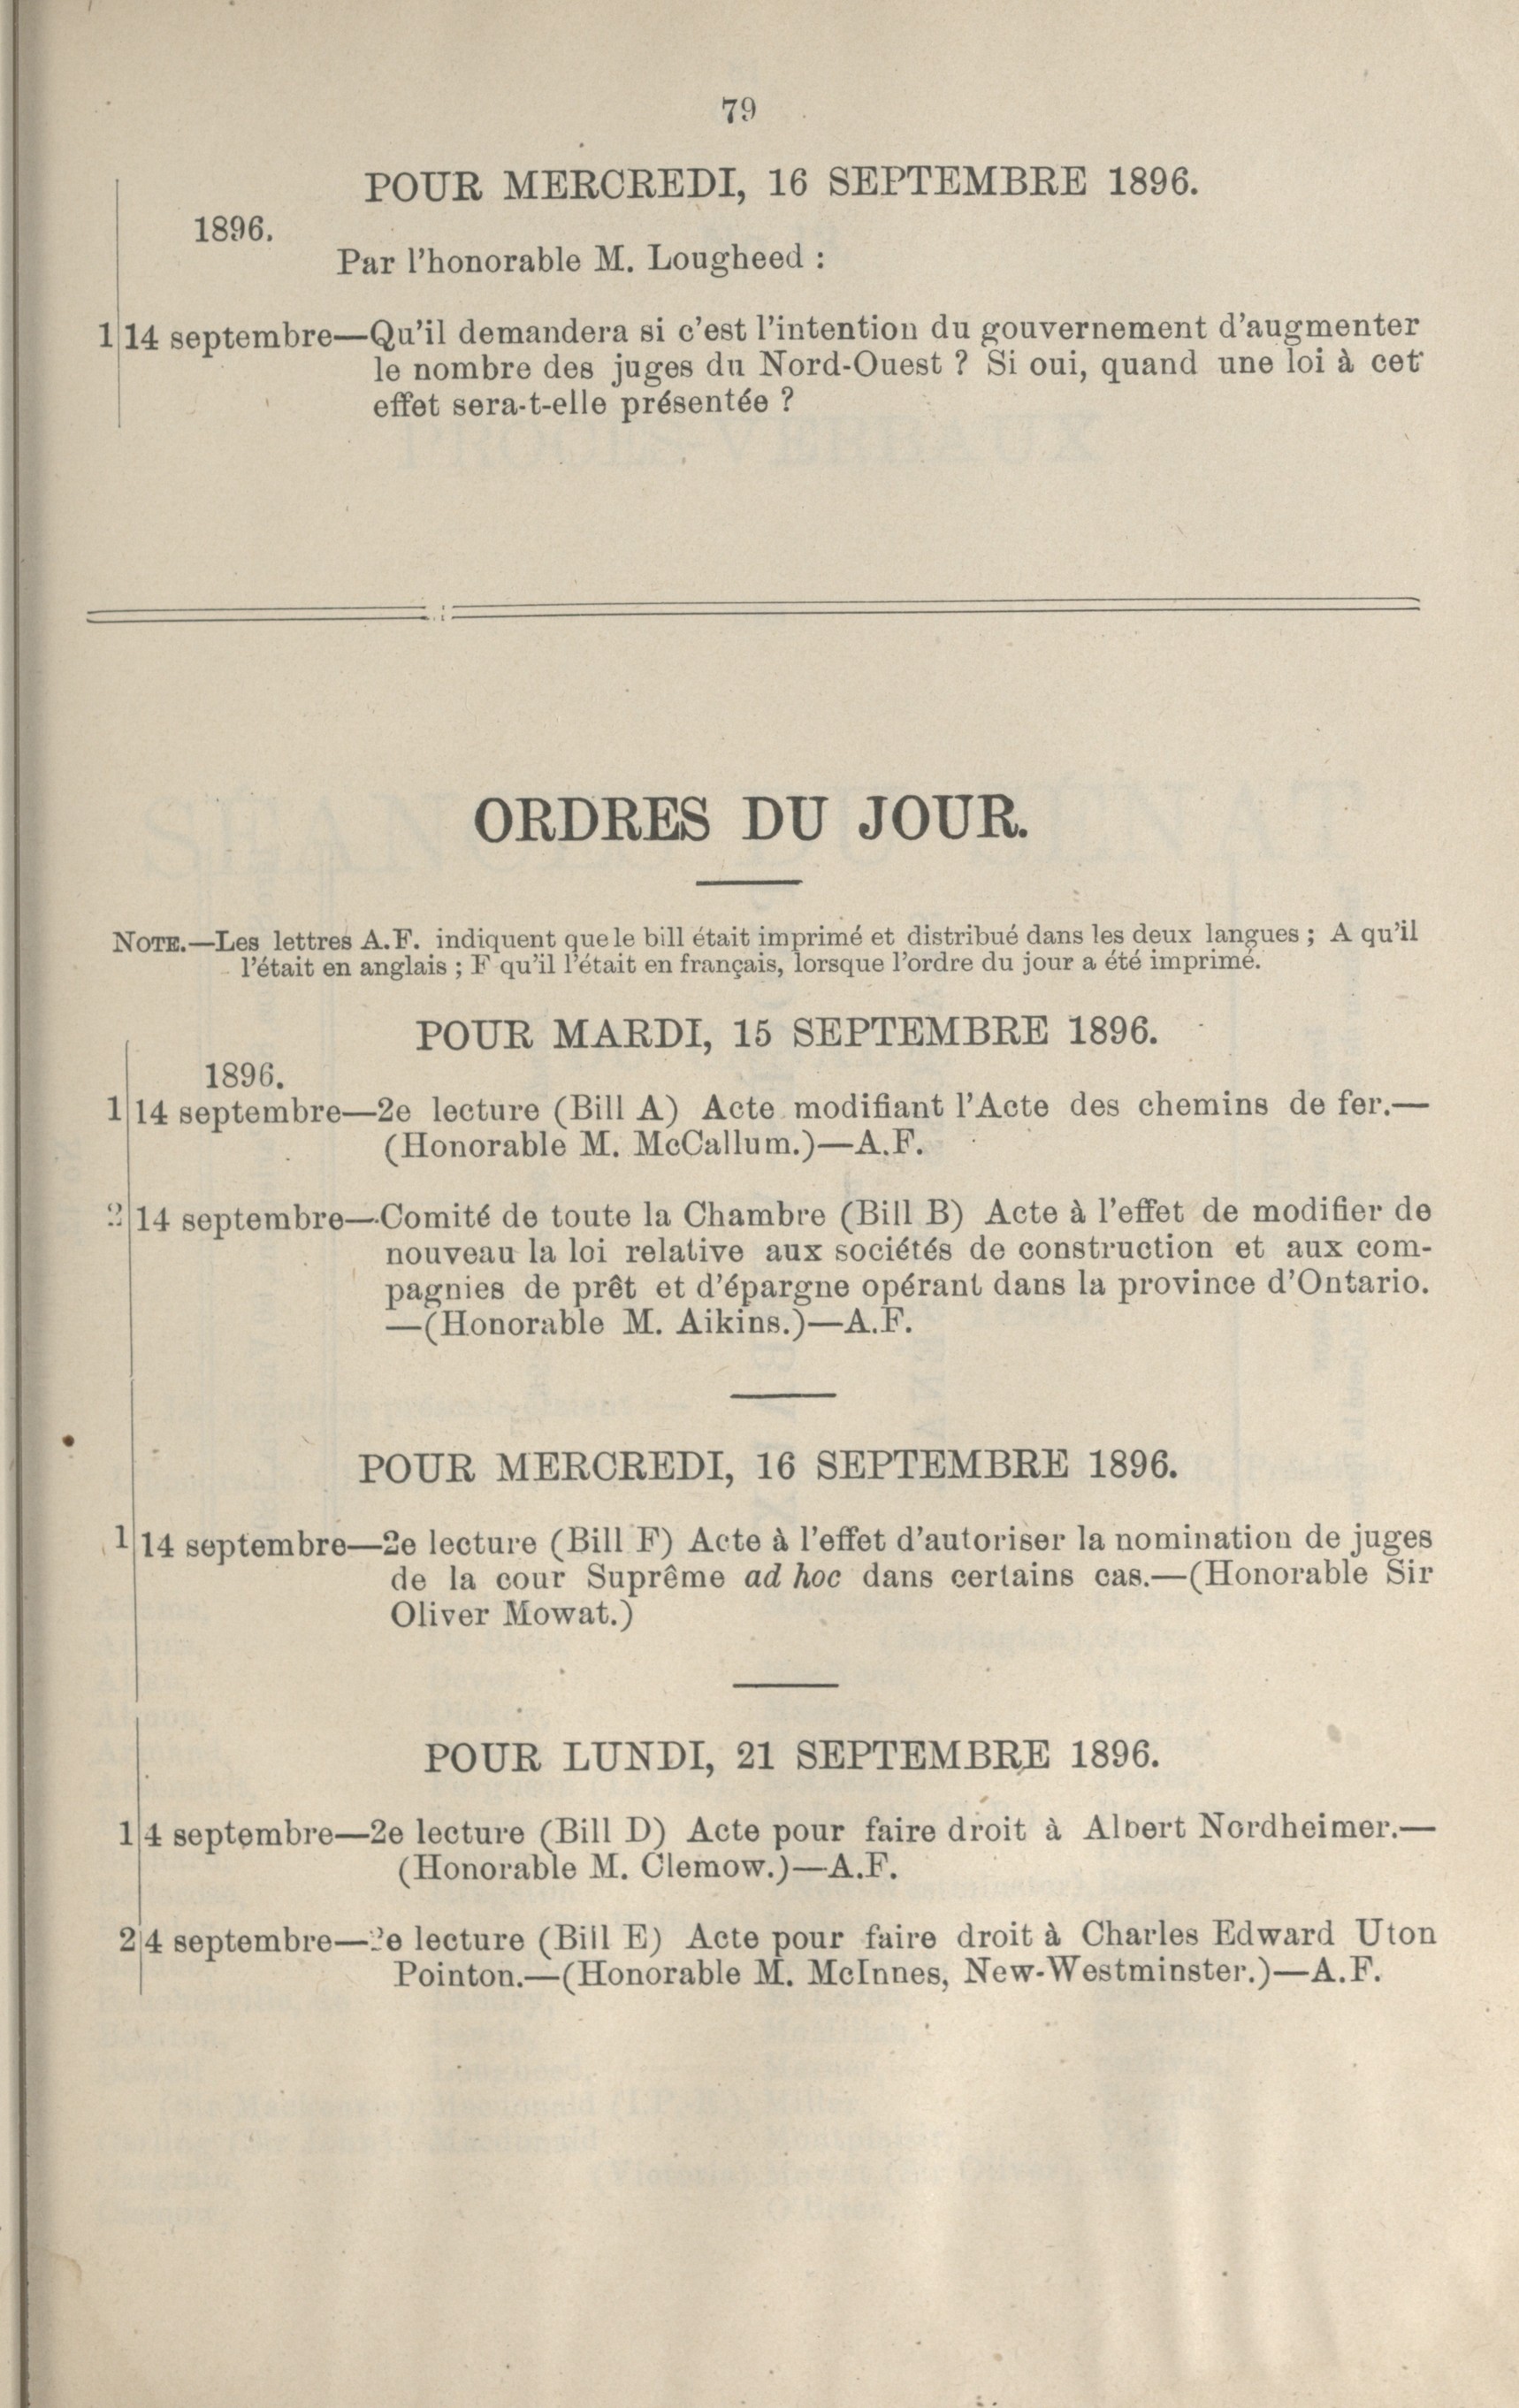 79
POUR MERCREDI, 16 SEPTEMBRE 1896.
1896.
Par l'honorable M. Lougheed :
1 14 septembre—Qu'il demandera si c'est l'intention du gouvernement d'augmenter
le nombre des juges du Nord-Ouest ? Si oui, quand une loi à cet
effet sera-t-elle présentée ?
ORDRES DU JOUR.
NOTE.—Les lettres A.F. indiquent que le bill était imprimé et distribué dans les deux langues ; A qu'il
l'était en anglais ; F qu'il l'était en français, lorsque l'ordre du jour a été imprimé.
POUR MARDI, 15 SEPTEMBRE 1896.
1896.
1 14 septembre—2e lecture (Bill A) Acte modifiant l'Acte des chemins de fer.—
(Honorable M. McCallum.)—A.F.
2 14 septembre—Comité de toute la Chambre (Bill B) Acte à l'effet de modifier de
nouveau la loi relative aux sociétés de construction et aux com-
pagnies de prêt et d'épargne opérant dans la province d'Ontario.
—(Honorable M. Aikins.)—A.F.
POUR MERCREDI, 16 SEPTEMBRE 1896.
1 14 septembre—2e lecture (Bill F) Acte à l'effet d'autoriser la nomination de juges
de la cour Suprême ad hoc dans certains cas.—(Honorable Sir
Oliver Mowat.)
POUR LUNDI, 21 SEPTEMBRE 1896.
1 4 septembre—2e lecture (Bill D) Acte pour faire droit à Albert Nordheimer.—
(Honorable M. Clemow.)—A.F.
2 4 septembre—2e lecture (Bill E) Acte pour faire droit à Charles Edward Uton
Pointon.—(Honorable M. McInnes, New-Westminster.)—A.F.